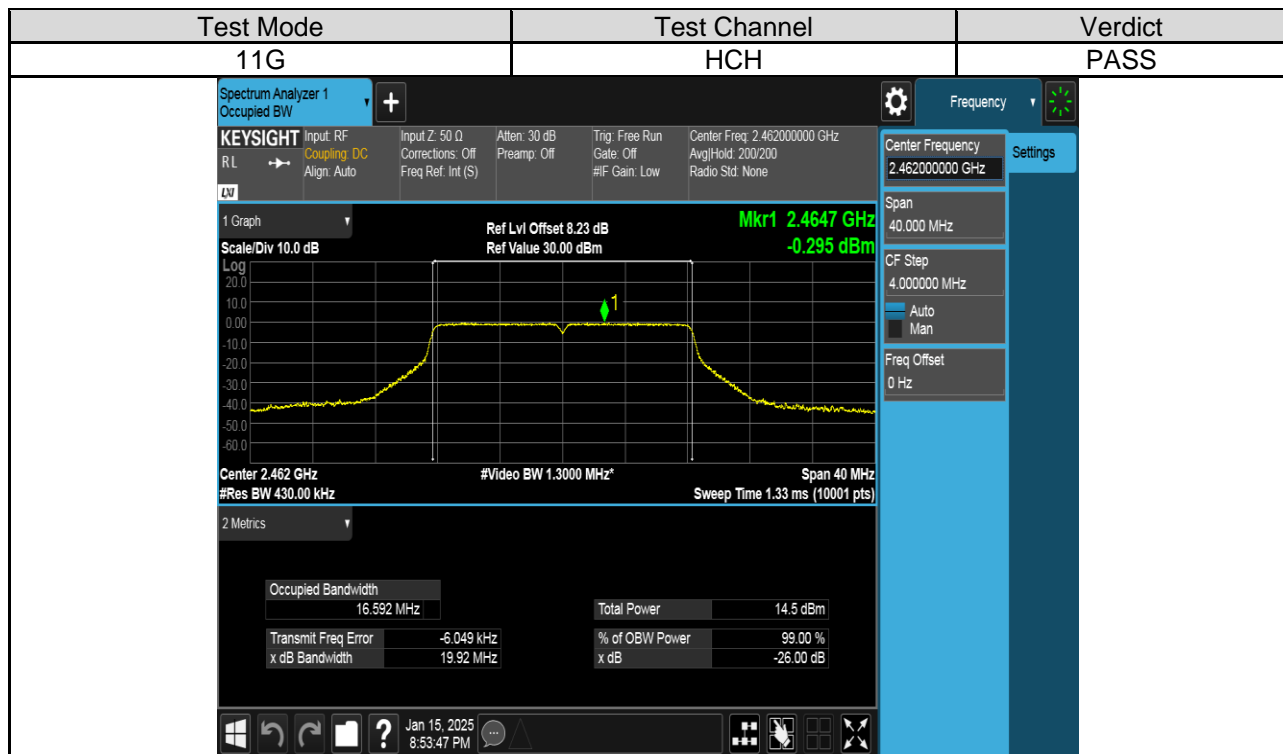 Test Mode Test Channel Verdict
11G HCH PASS
Spectrum Analyzer 1
Occupied BW
+
Frequency
KEYSIGHT Input: RF Input Z: 50 Ω Atten: 30 dB Trig: Free Run Center Freq: 2.462000000 GHz
RL Coupling: DC Corrections: Off Preamp: Off Gate: Off Avg|Hold: 200/200
Align: Auto Freq Ref: Int (S) #IF Gain: Low Radio Std: None
LXI
Center Frequency
2.462000000 GHz
Settings
Span
40.000 MHz
CF Step
4.000000 MHz
Auto
Man
Freq Offset
0 Hz
1 Graph Ref Lvl Offset 8.23 dB Mkr1 2.4647 GHz
Scale/Div 10.0 dB Ref Value 30.00 dBm -0.295 dBm
Log
20.0
10.0
1
0.00
-10.0
-20.0
-30.0
-40.0
-50.0
-60.0
Center 2.462 GHz #Video BW 1.3000 MHz* Span 40 MHz
#Res BW 430.00 kHz Sweep Time 1.33 ms (10001 pts)
2 Metrics
Occupied Bandwidth
16.592 MHz Total Power 14.5 dBm
Transmit Freq Error -6.049 kHz % of OBW Power 99.00 %
x dB Bandwidth 19.92 MHz x dB -26.00 dB
? Jan 15, 2025
8:53:47 PM